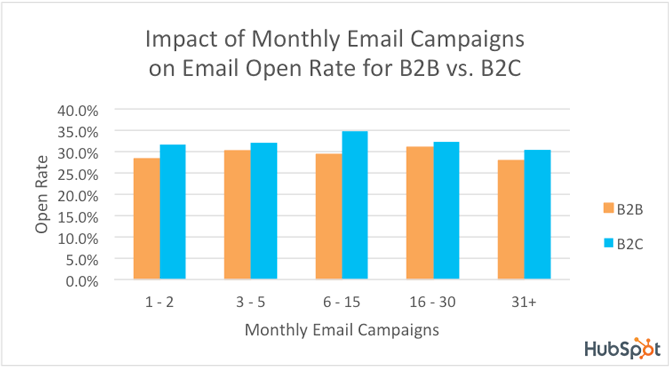 Impact of Monthly Email Campaigns
on Email Open Rate for B2B vs. B2C
40.0%
35.0%
30.0%
25.0%
20.0%
15.0%
10.0%
5.0%
0.0%
Open Rate
1 - 2
3 - 5
6 - 15
16 - 30
31+
Monthly Email Campaigns
B2B
B2C
HubSpot